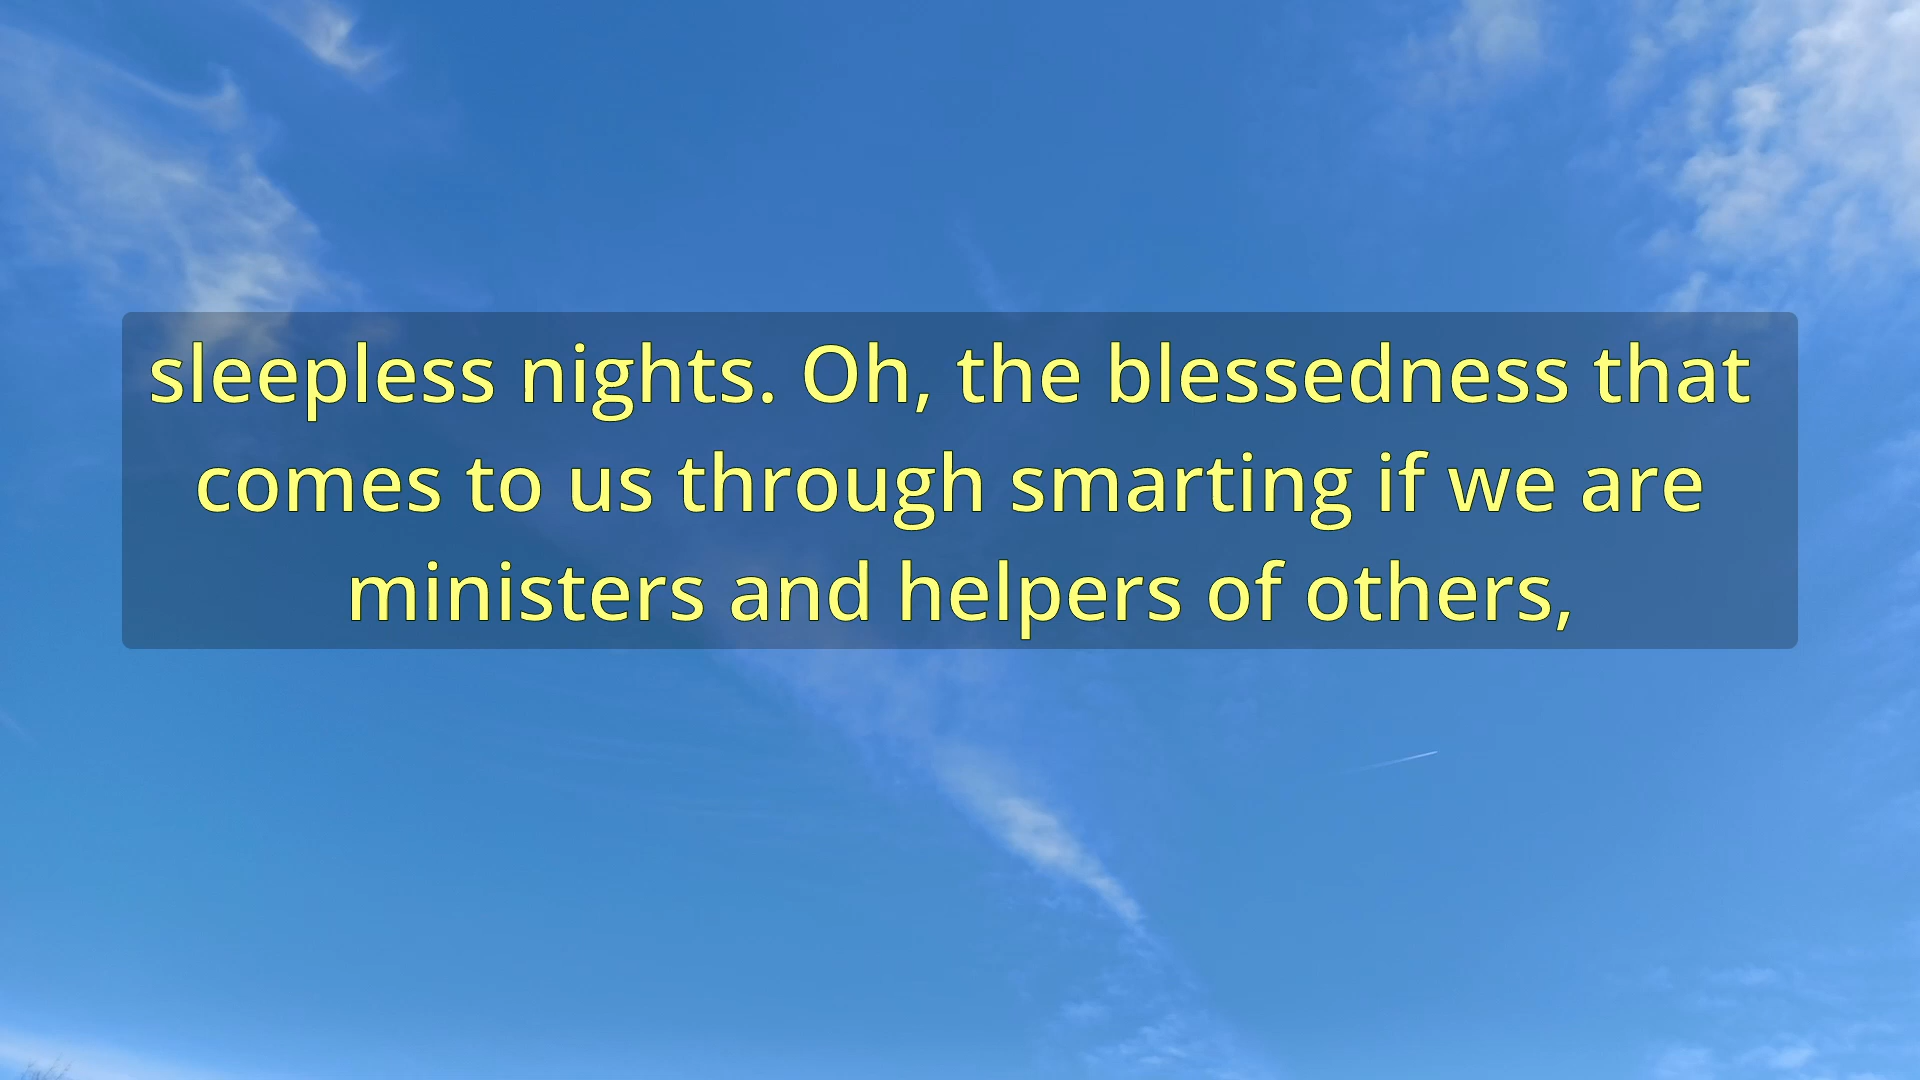 sleepless nights. Oh, the blessedness that
comes to us through smarting if we are
ministers and helpers of others,